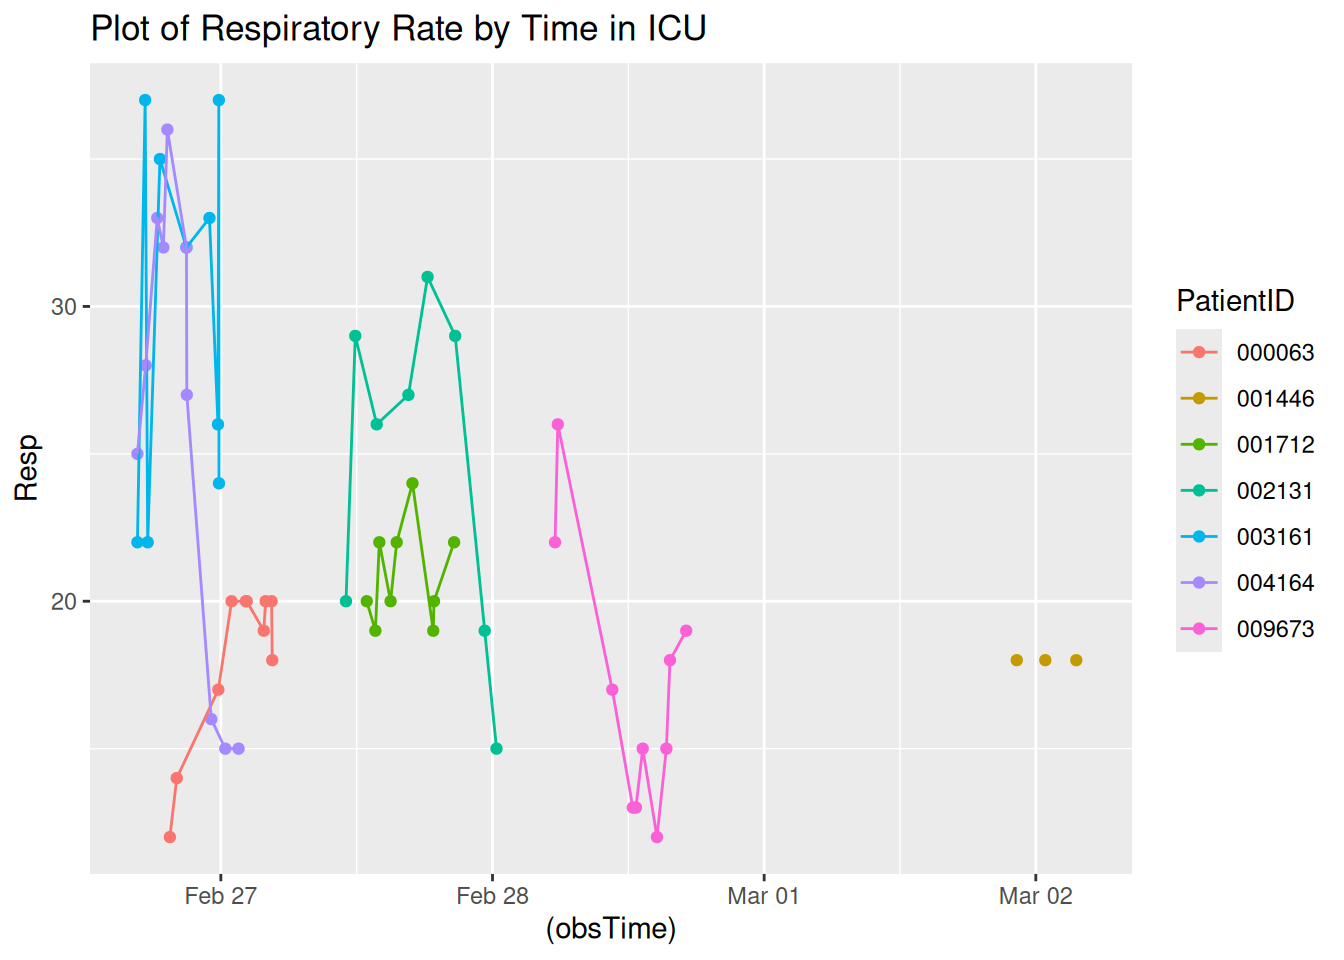 Plot of Respiratory Rate by Time in ICU
Resp
30
20
Feb 27
Feb 28
Mar 01
Mar 02
(obsTime)
PatientID
000063
001446
001712
002131
003161
004164
009673